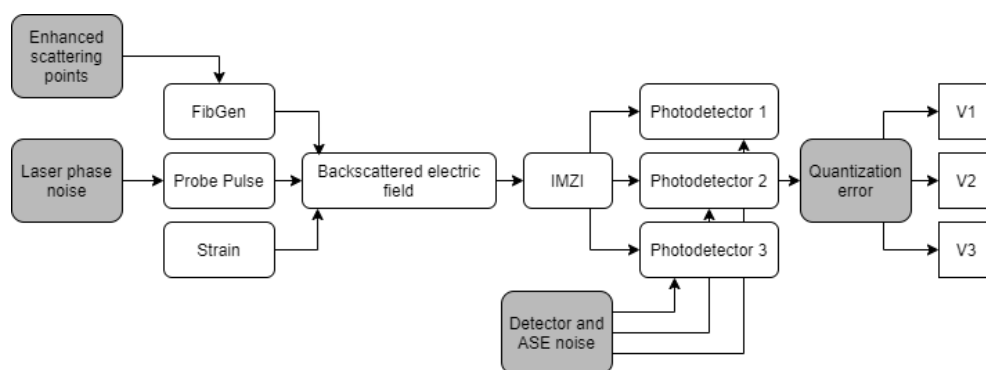 Enhanced
scattering
points
FibGen
Photodetector 1
V1
Laser phase
noise
Probe Pulse
Backscattered electric
field
IMZI
Photodetector 2
Quantization
error
V2
Strain
Photodetector 3
V3
Detector and
ASE noise